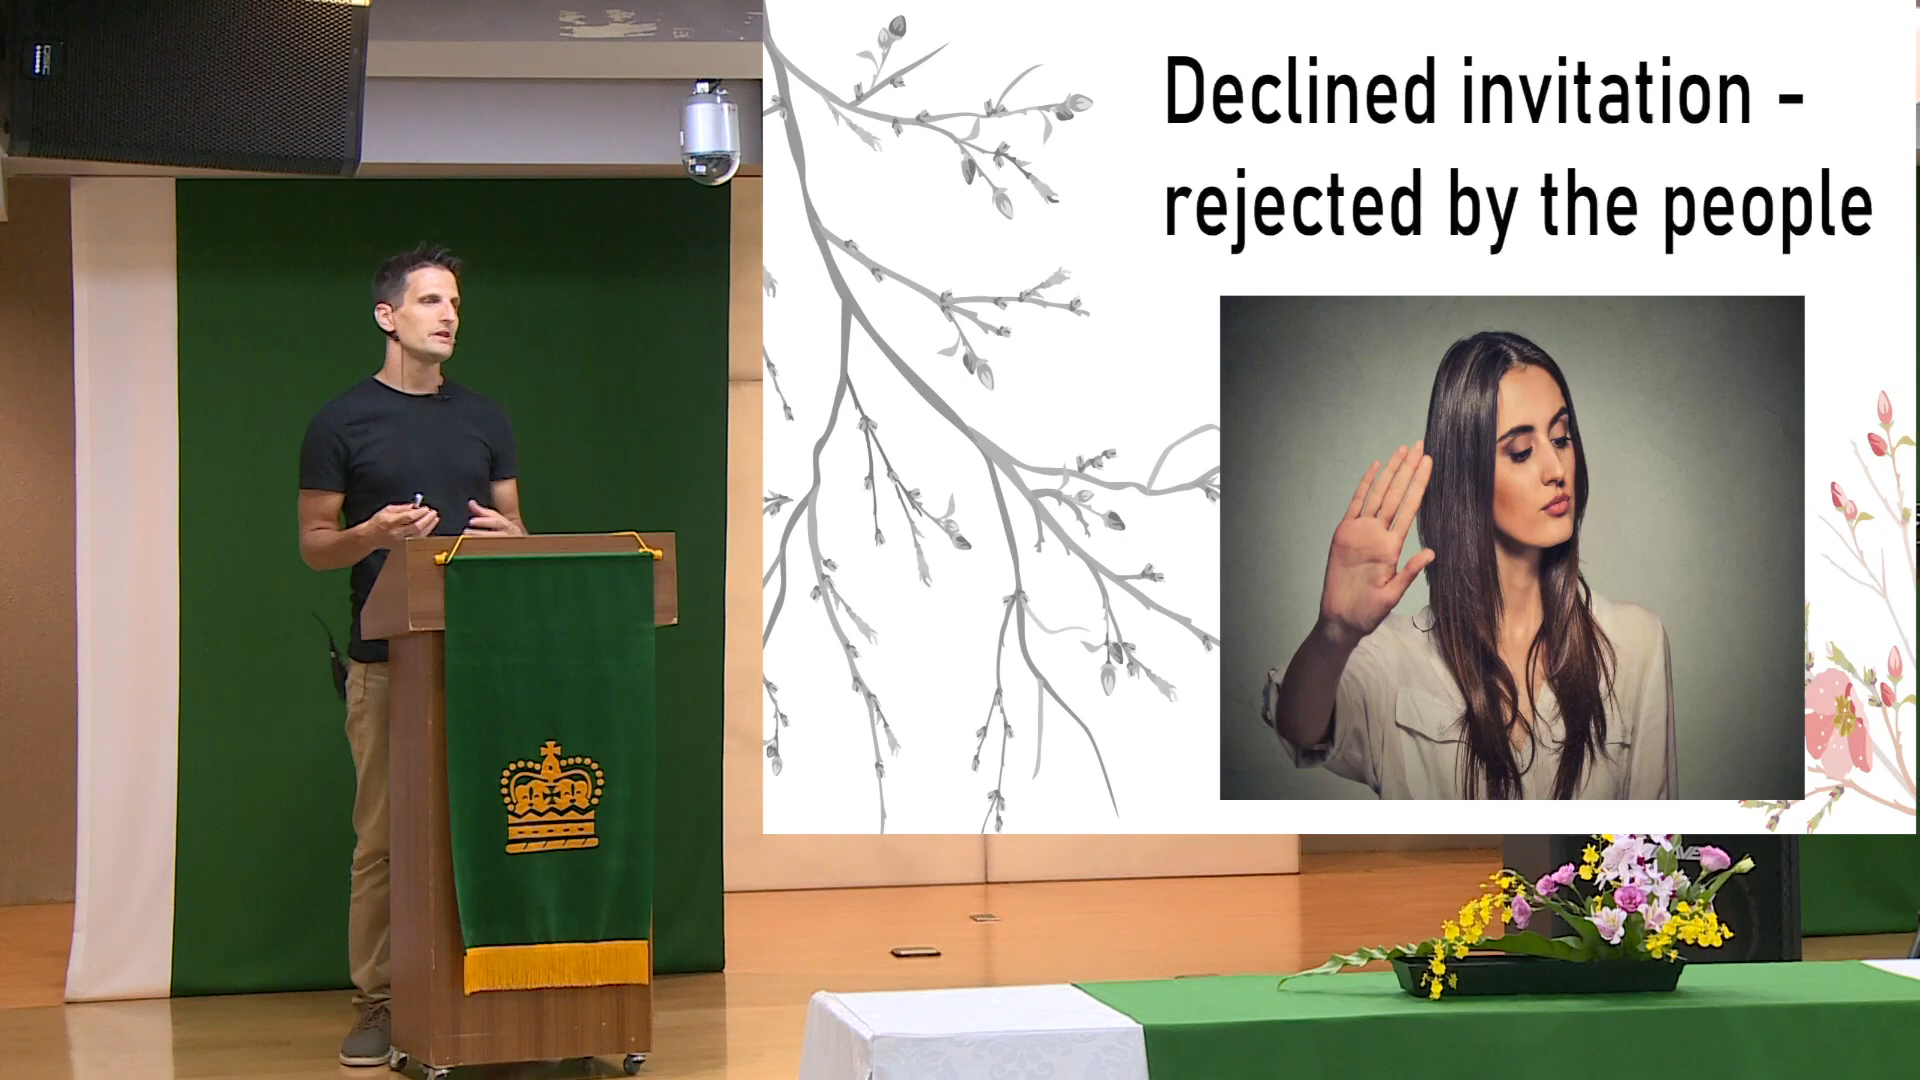 Declined invitation -
rejected by the people